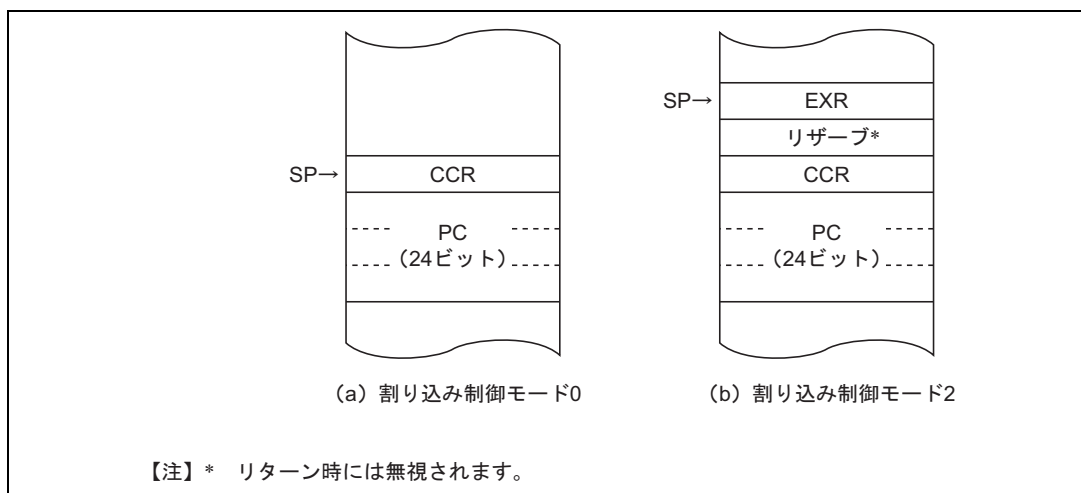 SP→ EXR
リザーブ*
SP→ CCR
CCR
PC
(24ビット)
PC
(24ビット)
(a) 割り込み制御モード0
(b) 割り込み制御モード2
【注】* リターン時には無視されます。